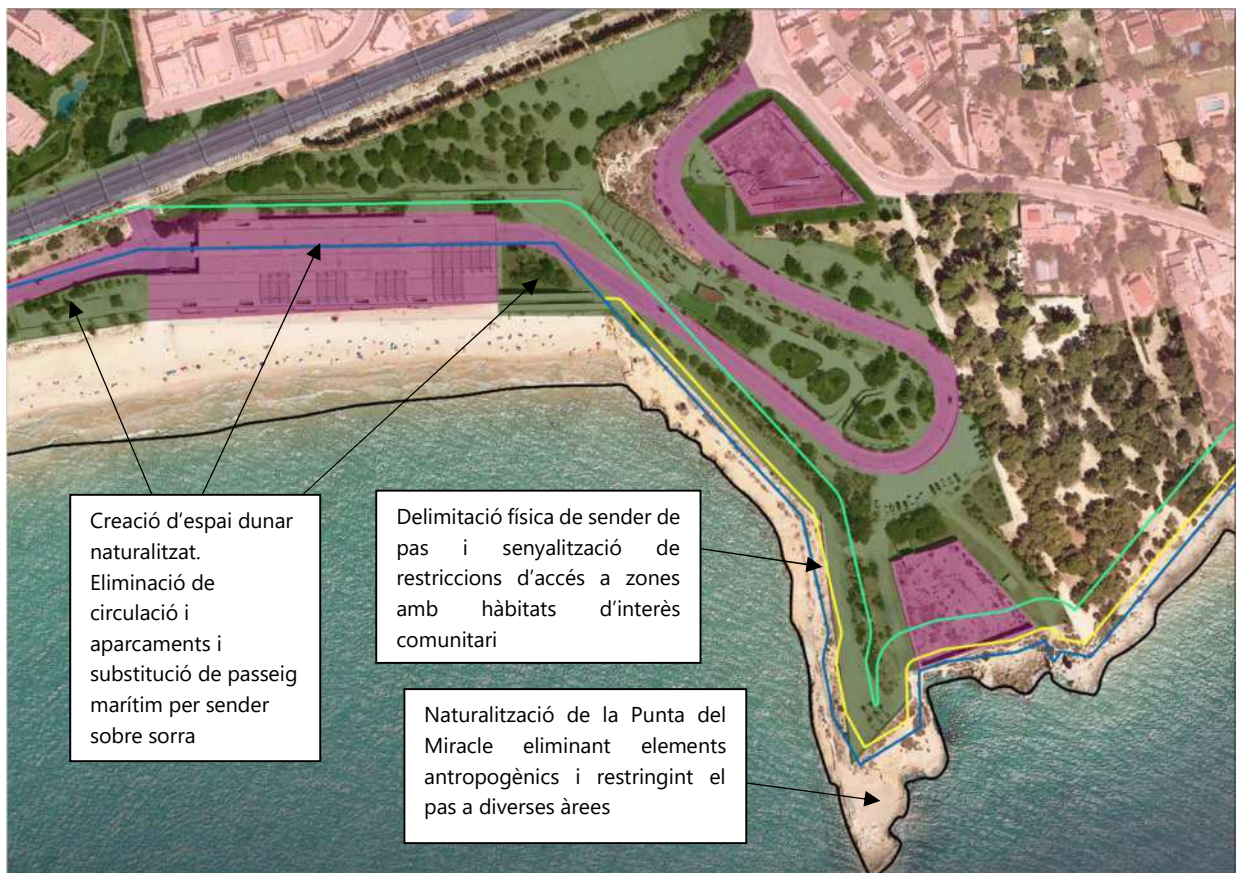 Creació d'espai dunar
naturalitzat.
Eliminació de
circulació i
aparcaments i
substitució de passeig
marítim per sender
sobre sorra
Delimitació física de sender de
pas i senyalització de
restriccions d'accés a zones
amb hàbitats d'interès
comunitari
Naturalització de la Punta del
Miracle eliminant elements
antropogènics i restringint el
pas a diverses àrees